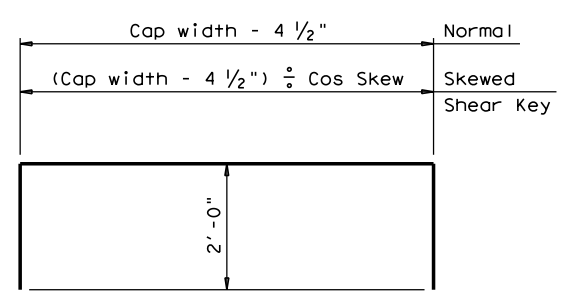 Cap width - 4 1/2" Normal
(Cap width - 4 1/2") ÷ Cos Skew Skewed
Shear Key
2'-0"